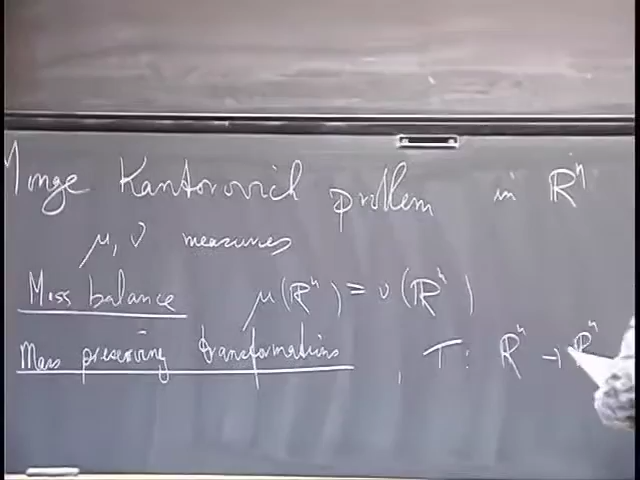 Monge Kantorovich problem in ℝⁿ
μ, ν measures
Mass balance μ(ℝⁿ) = ν(ℝⁿ)
Mass preserving transformations, T: ℝⁿ → ℝⁿ